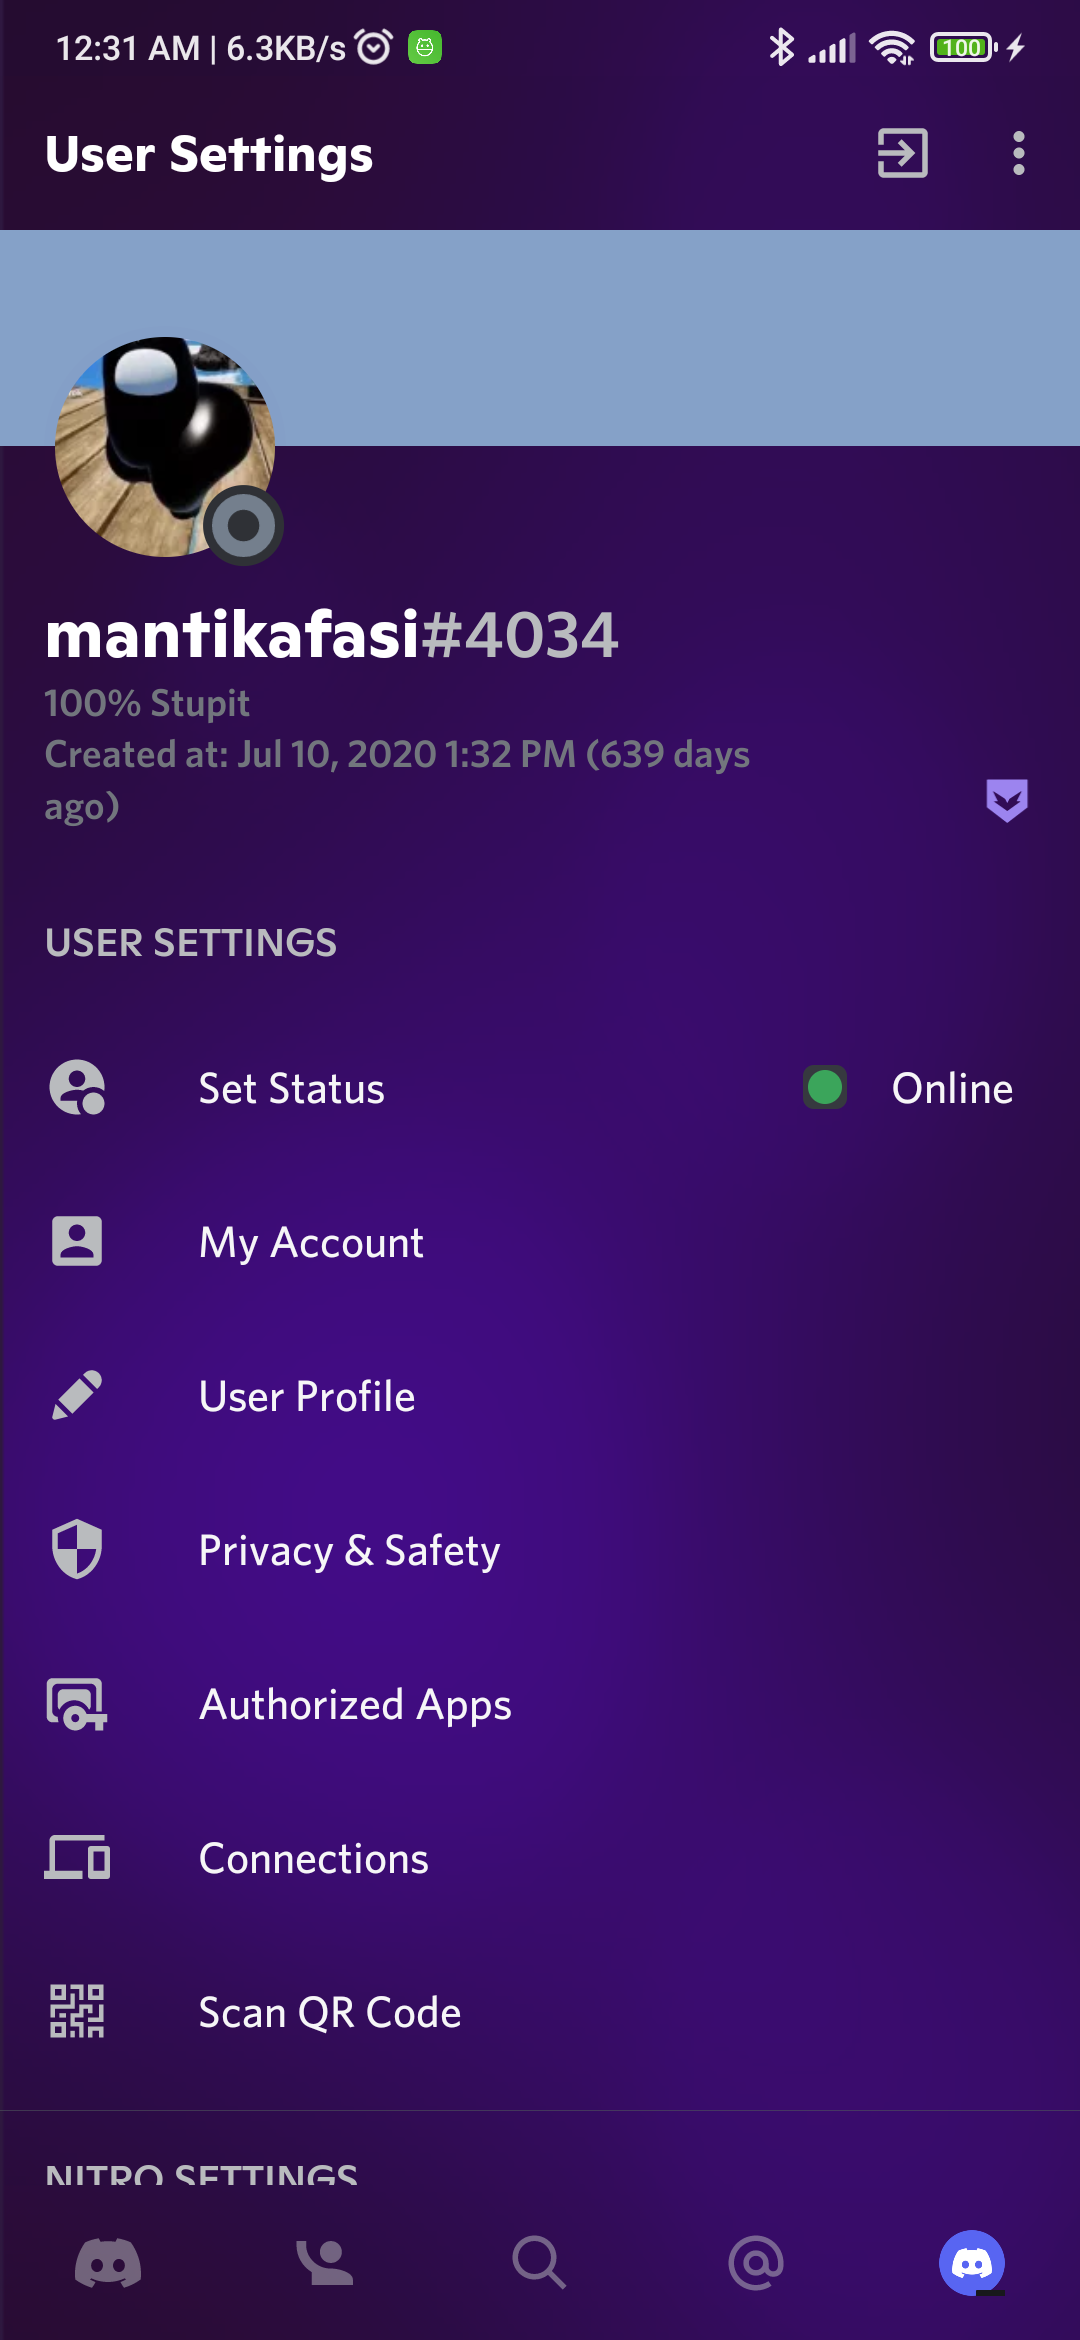 12:31 AM | 6.3KB/s
100
User Settings
mantikafasi#4034
100% Stupit
Created at: Jul 10, 2020 1:32 PM (639 days
ago)
USER SETTINGS
Set Status
Online
My Account
User Profile
Privacy & Safety
Authorized Apps
Connections
Scan QR Code
NITRO SETTINGS